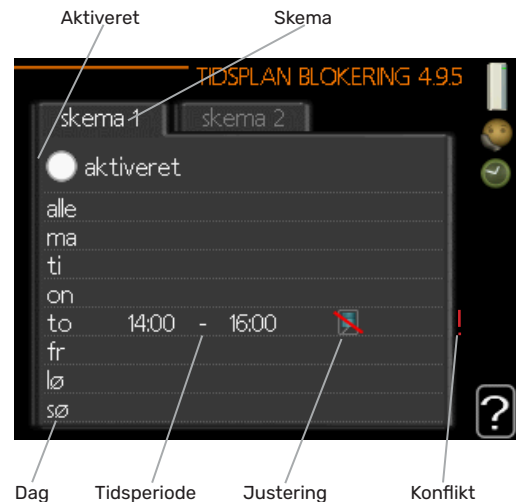 Aktiveret Skema
TIDSPLAN BLOKERING 4.9.5
skema 1 skema 2
aktiveret
alle
ma
ti
on
to 14:00 - 16:00 !
fr
lø
sø
?
Dag Tidsperiode Justering Konflikt